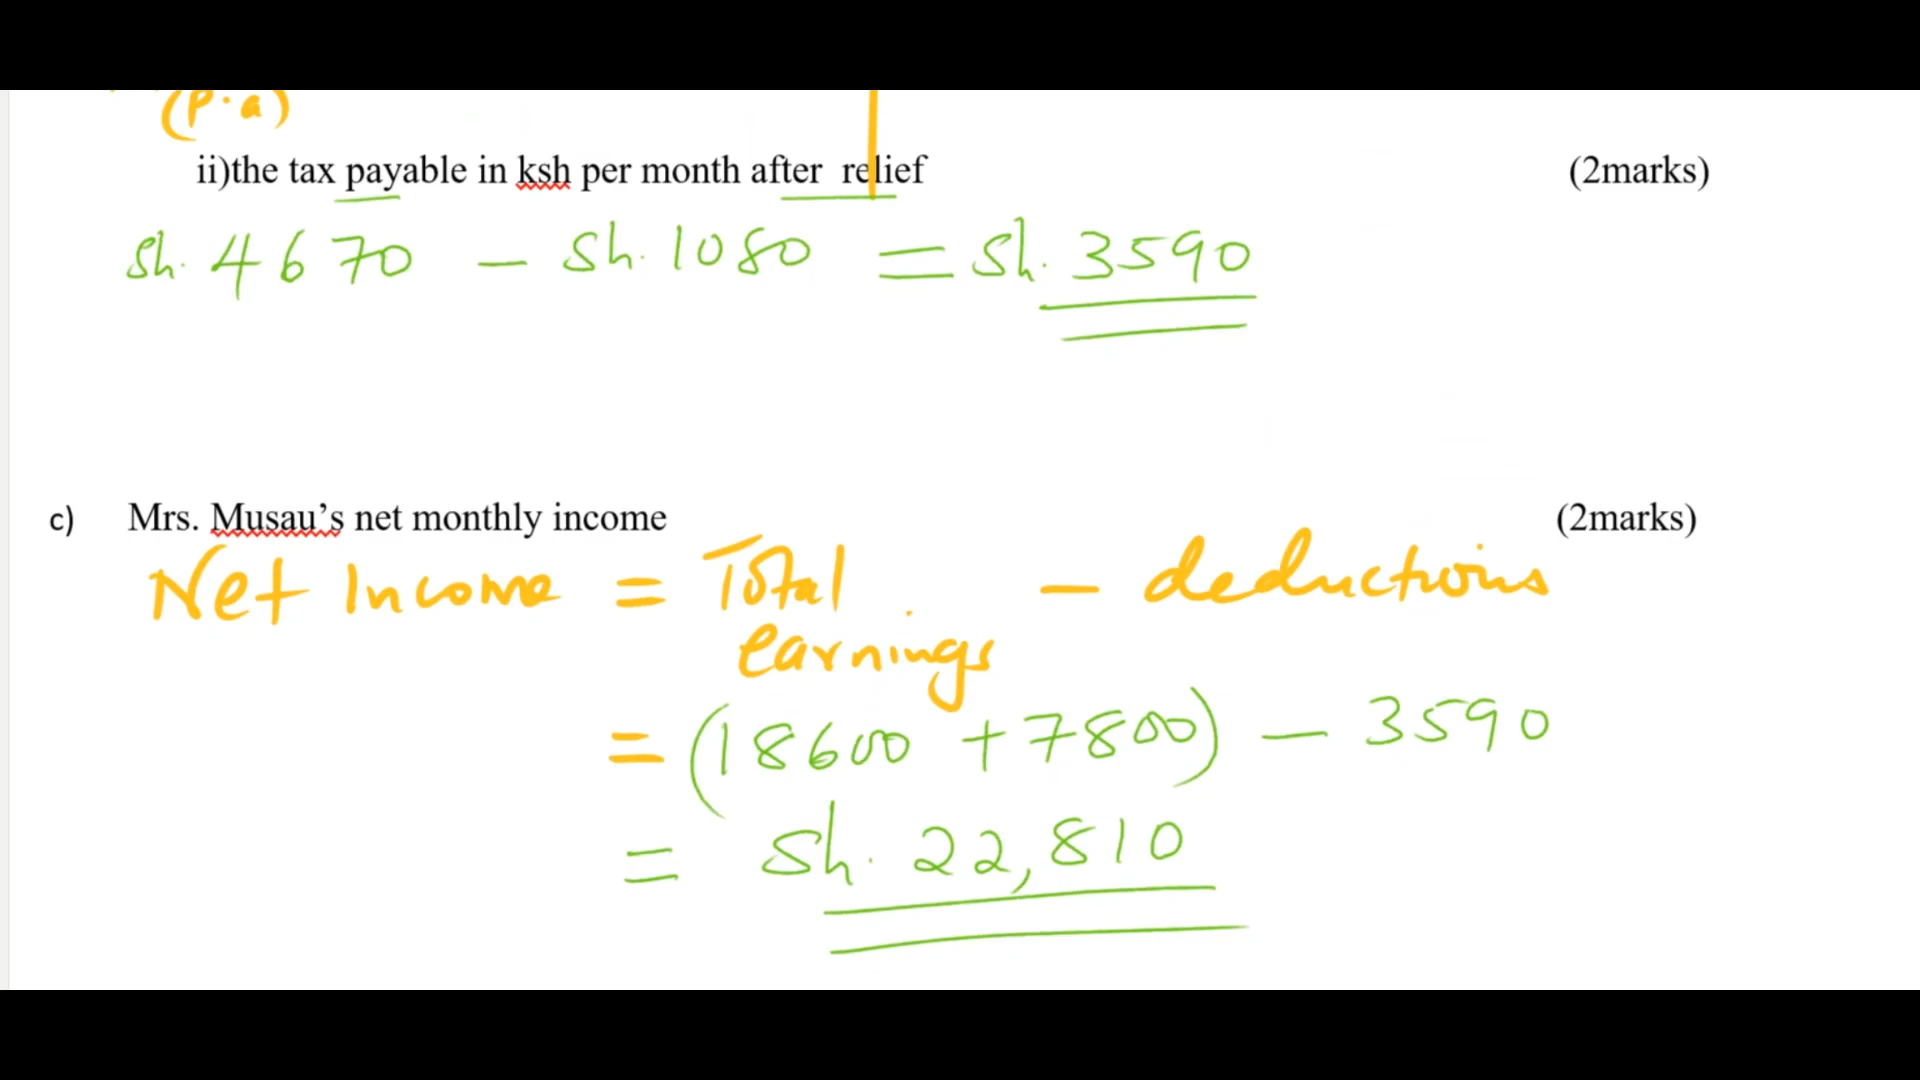 (p.a)
ii)the tax payable in ksh per month after relief (2marks)
Sh. 4670 – Sh. 1080 = Sh. 3590
c) Mrs. Musau’s net monthly income (2marks)
Net Income = Total earnings – deductions
= (18600 + 7800) – 3590
= Sh. 22,810